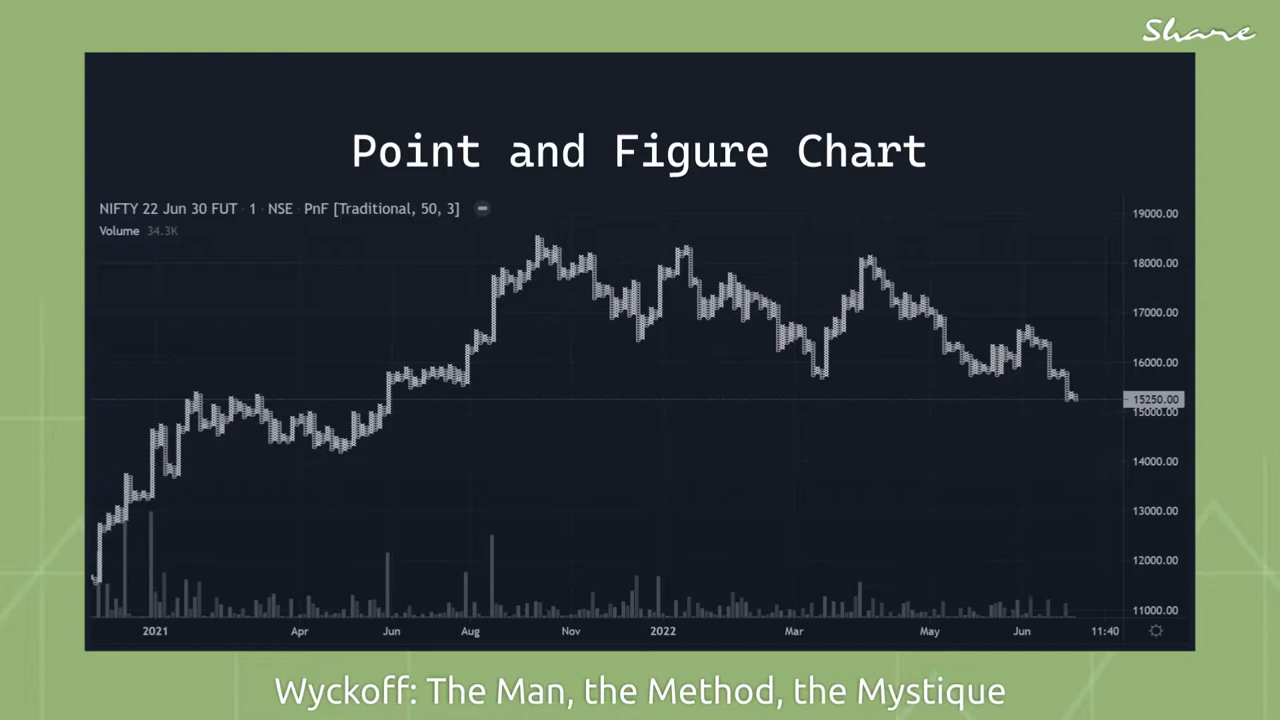 Share
Point and Figure Chart
NIFTY 22 Jun 30 FUT · 1 · NSE · PnF [Traditional, 50, 3]
Volume 34.3K
19000.00
18000.00
17000.00
16000.00
15250.00
15000.00
14000.00
13000.00
12000.00
11000.00
2021 Apr Jun Aug Nov 2022 Mar May Jun 11:40
Wyckoff: The Man, the Method, the Mystique